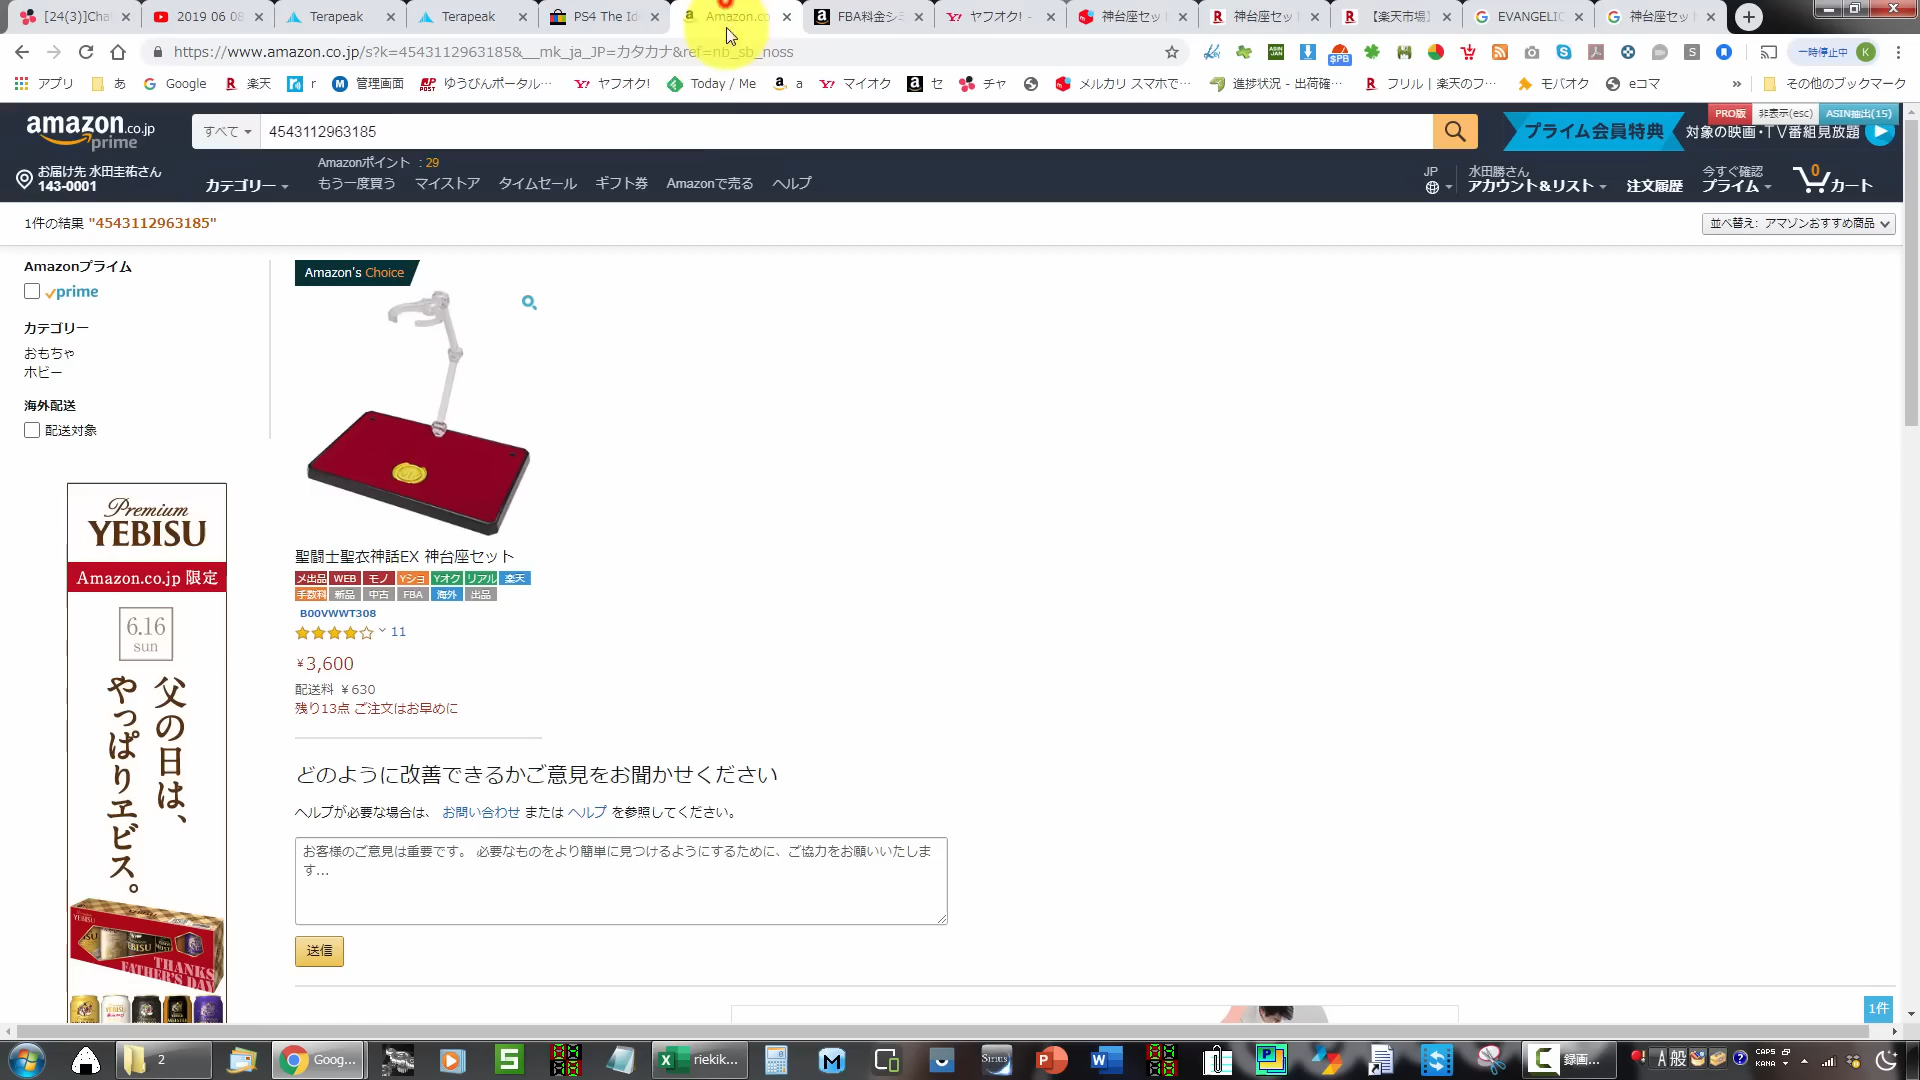 [24(3)]Chat
2019 06 08
Terapeak
Terapeak
PS4 The Id
Amazon.co
FBA料金シミ
ヤフオク! -
神台座セット
神台座セット
【楽天市場】
EVANGELIC
神台座セット
https://www.amazon.co.jp/s?k=4543112963185&__mk_ja_JP=カタカナ&ref=nb_sb_noss
一時停止中 K
アプリ
あ
Google
楽天
r
管理画面
ゆうびんポータル…
ヤフオク!
Today / Me
a
マイオク
セ
チャ
メルカリ スマホで…
進捗状況 - 出荷確…
フリル | 楽天のフ…
モバオク
eコマ
»
その他のブックマーク
amazon.co.jp
prime
すべて
4543112963185
プライム会員特典
対象の映画・TV番組見放題
PRO版
非表示(esc)
ASIN抽出(15)
お届け先 水田圭祐さん
143-0001
カテゴリー
Amazonポイント : 29
もう一度買う
マイストア
タイムセール
ギフト券
Amazonで売る
ヘルプ
JP
水田勝さん
アカウント&リスト
注文履歴
今すぐ確認
プライム
0
カート
1件の結果 "4543112963185"
並べ替え: アマゾンおすすめ商品
Amazonプライム
prime
カテゴリー
おもちゃ
ホビー
海外配送
配送対象
Amazon's Choice
聖闘士聖衣神話EX 神台座セット
メ出品 WEB モノ Yショ Yオク リアル 楽天
手数料 新品 中古 FBA 海外 出品
B00VWWT308
11
¥3,600
配送料 ¥630
残り13点 ご注文はお早めに
どのように改善できるかご意見をお聞かせください
ヘルプが必要な場合は、 お問い合わせ または ヘルプ を参照してください。
お客様のご意見は重要です。 必要なものをより簡単に見つけるようにするために、ご協力をお願いいたしま
す...
送信
Premium
YEBISU
Amazon.co.jp 限定
6.16
sun
父の日は、
やっぱりヱビス。
YEBISU
THANKS
FATHER'S DAY
1件
2
Goog...
riekik...
録画...
A 般
CAPS
KANA